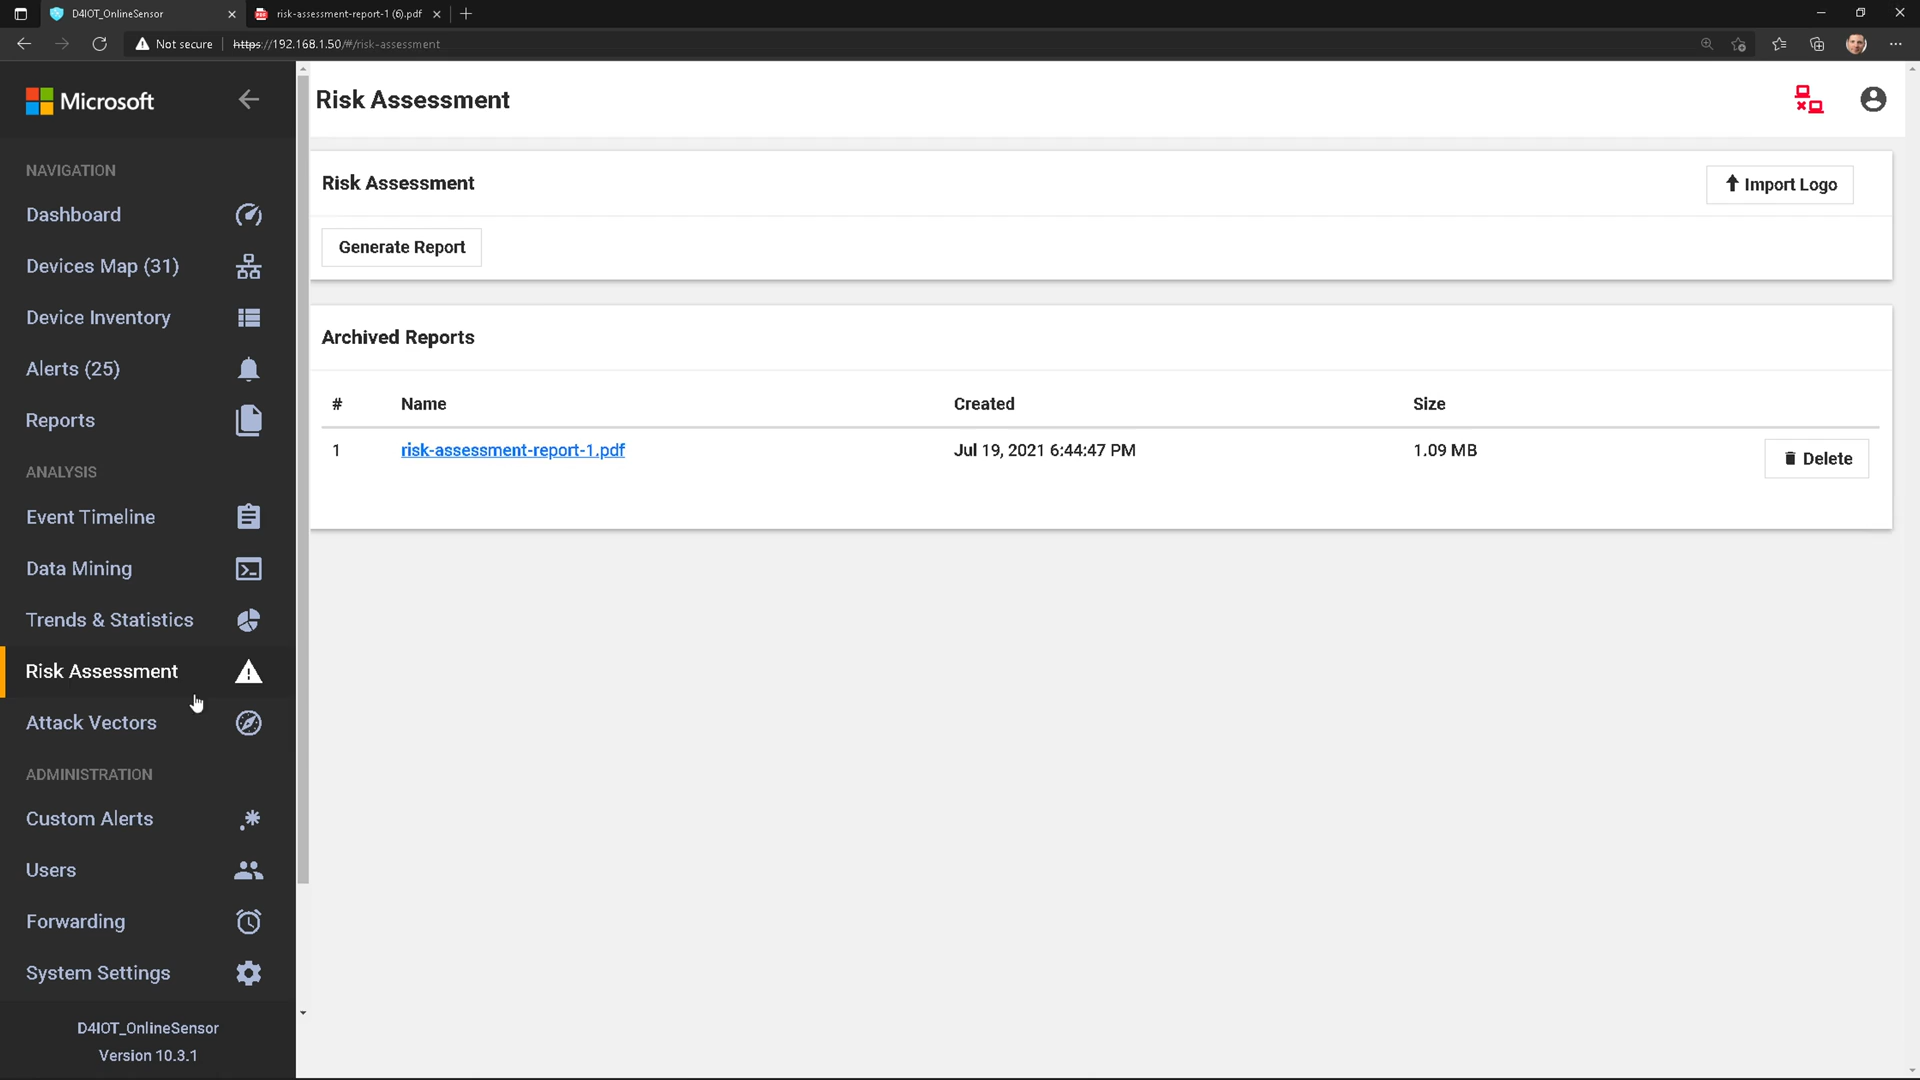 D4IOT_OnlineSensor
risk-assessment-report-1 (6).pdf
Not secure
https://192.168.1.50/#/risk-assessment
Microsoft
NAVIGATION
Dashboard
Devices Map (31)
Device Inventory
Alerts (25)
Reports
ANALYSIS
Event Timeline
Data Mining
Trends & Statistics
Risk Assessment
Attack Vectors
ADMINISTRATION
Custom Alerts
Users
Forwarding
System Settings
D4IOT_OnlineSensor
Version 10.3.1
Risk Assessment
Risk Assessment
Import Logo
Generate Report
Archived Reports
# Name Created Size
1 risk-assessment-report-1.pdf Jul 19, 2021 6:44:47 PM 1.09 MB Delete